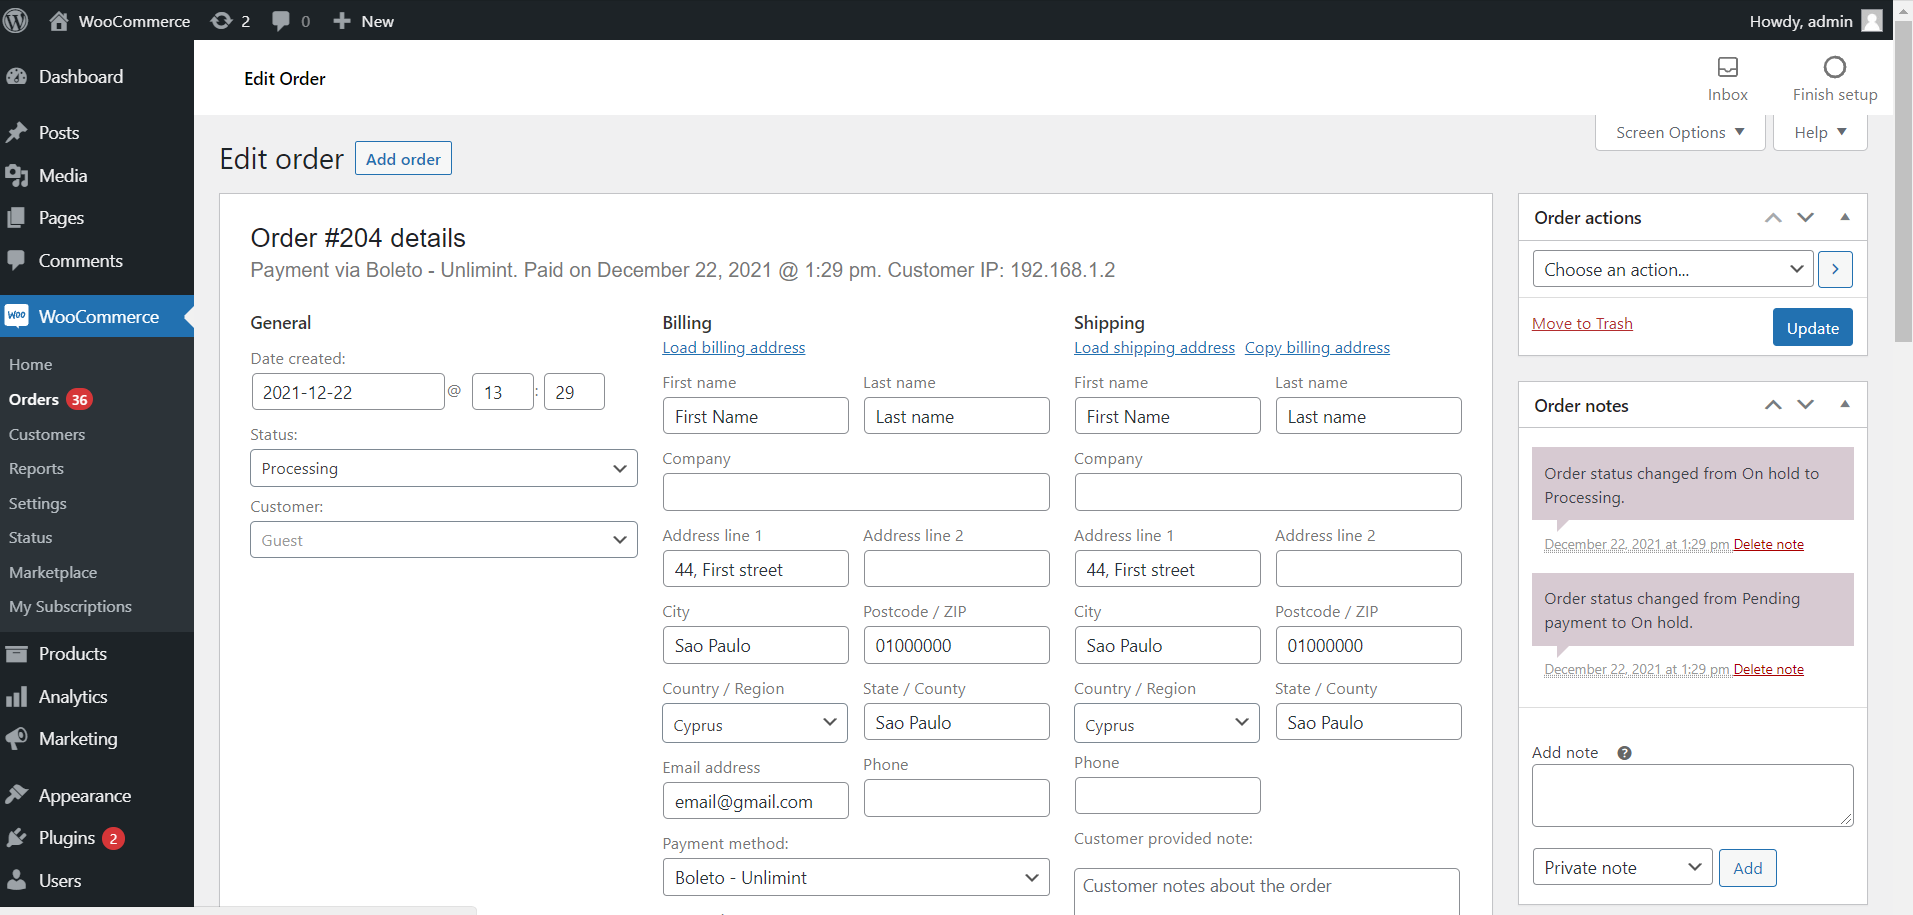 WooCommerce 2 0 New Howdy, admin
Dashboard
Posts
Media
Pages
Comments
Woo WooCommerce
Home
Orders 36
Customers
Reports
Settings
Status
Marketplace
My Subscriptions
Products
Analytics
Marketing
Appearance
Plugins 2
Users
Edit Order
Inbox
Finish setup
Screen Options
Help
Edit order Add order
Order #204 details
Payment via Boleto - Unlimint. Paid on December 22, 2021 @ 1:29 pm. Customer IP: 192.168.1.2
General
Date created:
2021-12-22 @ 13 : 29
Status:
Processing
Customer:
Guest
Billing
Load billing address
First name Last name
First Name Last name
Company
Address line 1 Address line 2
44, First street
City Postcode / ZIP
Sao Paulo 01000000
Country / Region State / County
Cyprus Sao Paulo
Email address Phone
email@gmail.com
Payment method:
Boleto - Unlimint
Shipping
Load shipping address Copy billing address
First name Last name
First Name Last name
Company
Address line 1 Address line 2
44, First street
City Postcode / ZIP
Sao Paulo 01000000
Country / Region State / County
Cyprus Sao Paulo
Phone
Customer provided note:
Customer notes about the order
Order actions
Choose an action...
Move to Trash Update
Order notes
Order status changed from On hold to
Processing.
December 22, 2021 at 1:29 pm Delete note
Order status changed from Pending
payment to On hold.
December 22, 2021 at 1:29 pm Delete note
Add note ?
Private note Add